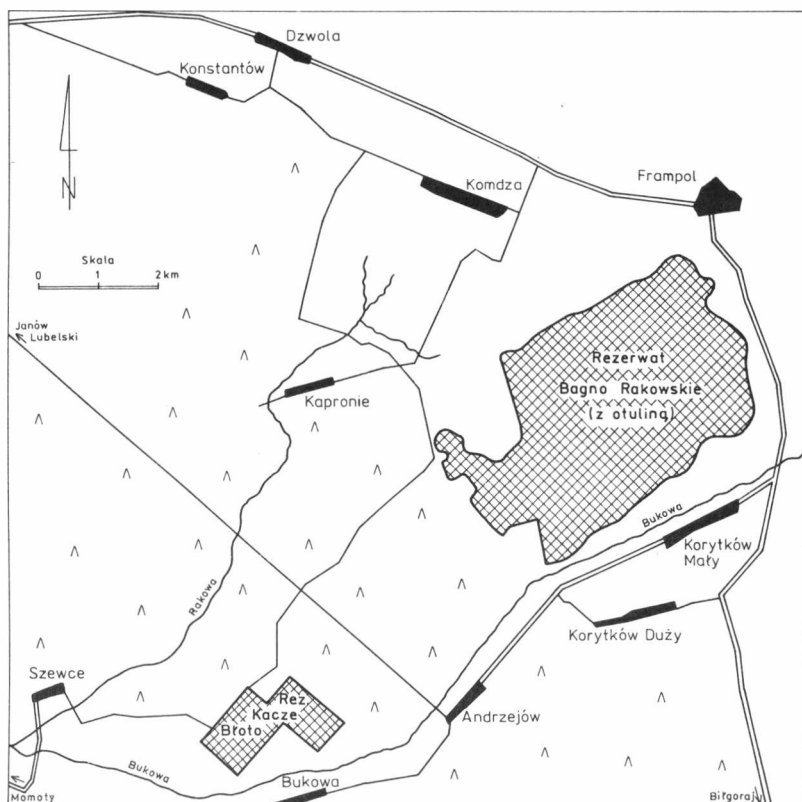 Dzwola
Konstantów
Komdza
Frampol
N
Skala
0 1 2 km
Janów
Lubelski
Rezerwat
Bagno Rakowskie
(z otuliną)
Kapronie
Bukowa
Korytków
Mały
Rakowa
Korytków Duży
Szewce
Rez.
Kacze
Błoto
Andrzejów
Bukowa
Bukowa
Momoty
Biłgoraj